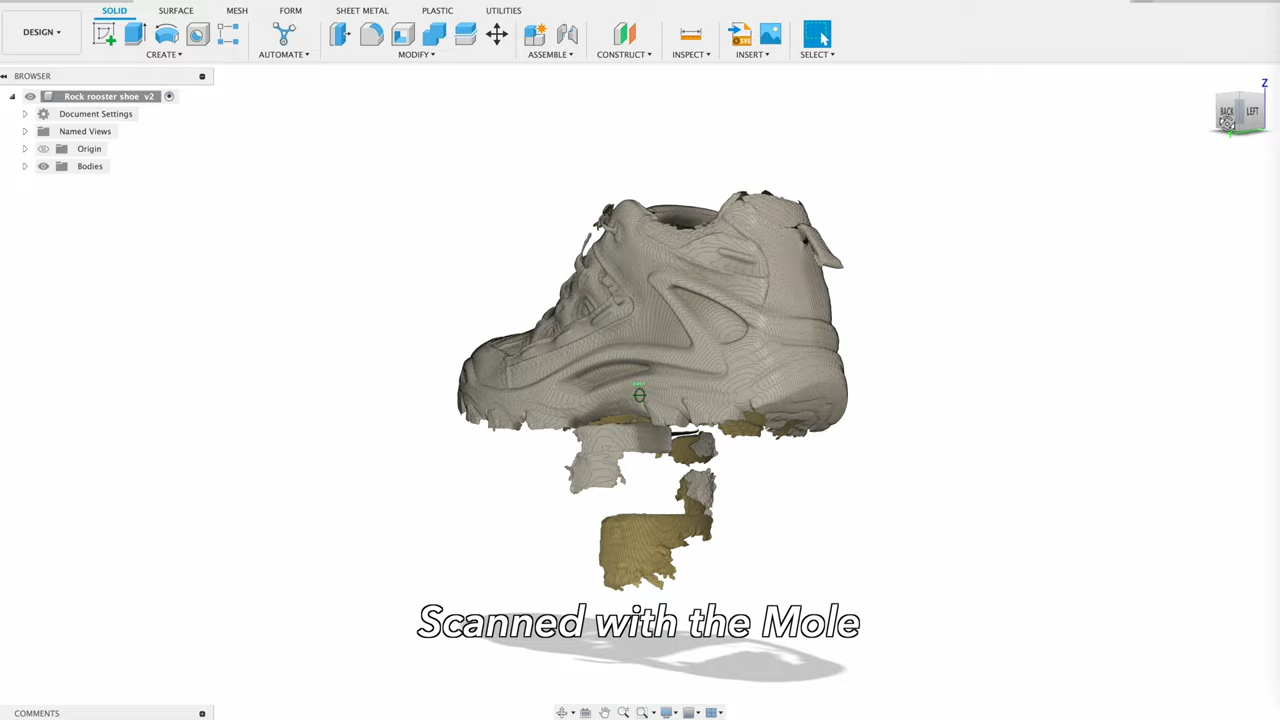 SOLID SURFACE MESH FORM SHEET METAL PLASTIC UTILITIES
DESIGN
CREATE AUTOMATE MODIFY ASSEMBLE CONSTRUCT INSPECT INSERT SELECT
BROWSER
Rock rooster shoe v2
Document Settings
Named Views
Origin
Bodies
Z
BACK LEFT
Scanned with the Mole
COMMENTS